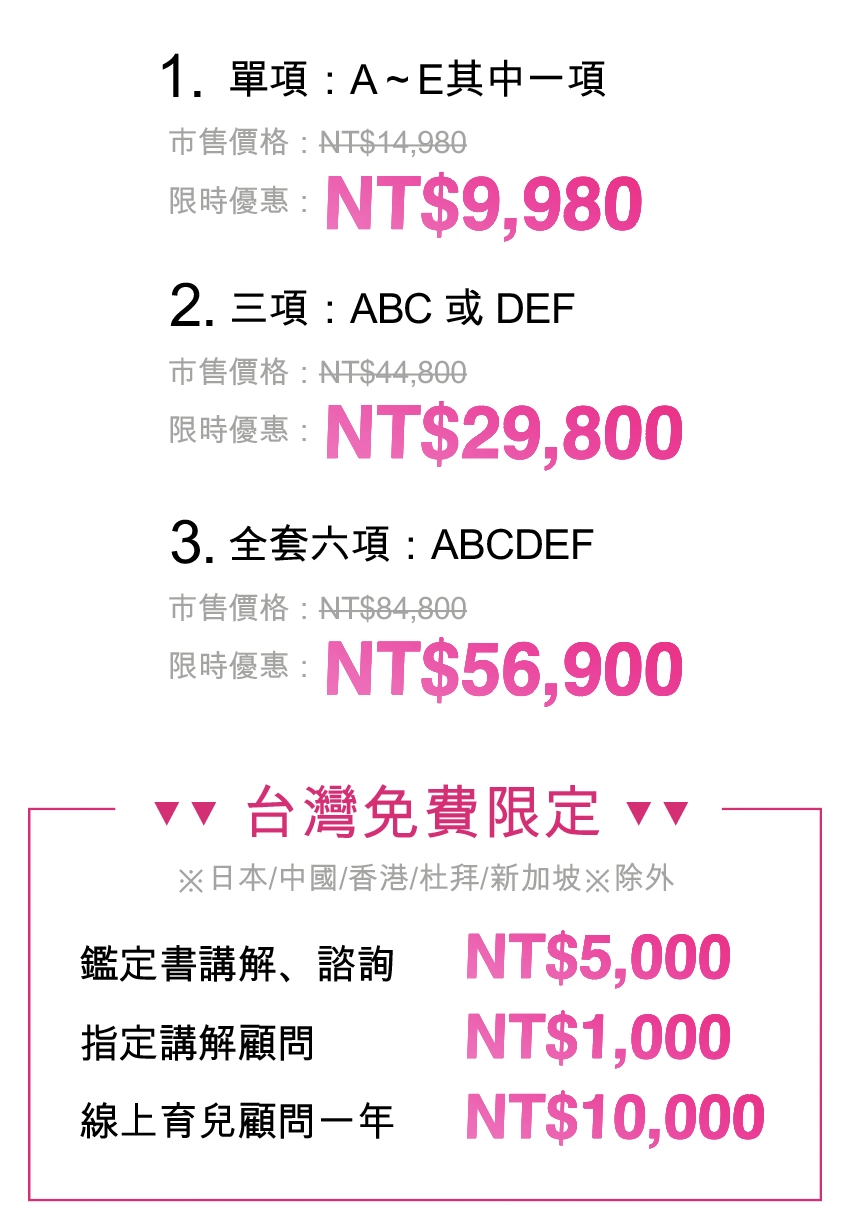 1. 單項：A～E其中一項
市售價格：NT$14,980
限時優惠：NT$9,980
2. 三項：ABC 或 DEF
市售價格：NT$44,800
限時優惠：NT$29,800
3. 全套六項：ABCDEF
市售價格：NT$84,800
限時優惠：NT$56,900
▼▼ 台灣免費限定 ▼▼
※日本/中國/香港/杜拜/新加坡※除外
鑑定書講解、諮詢 NT$5,000
指定講解顧問 NT$1,000
線上育兒顧問一年 NT$10,000